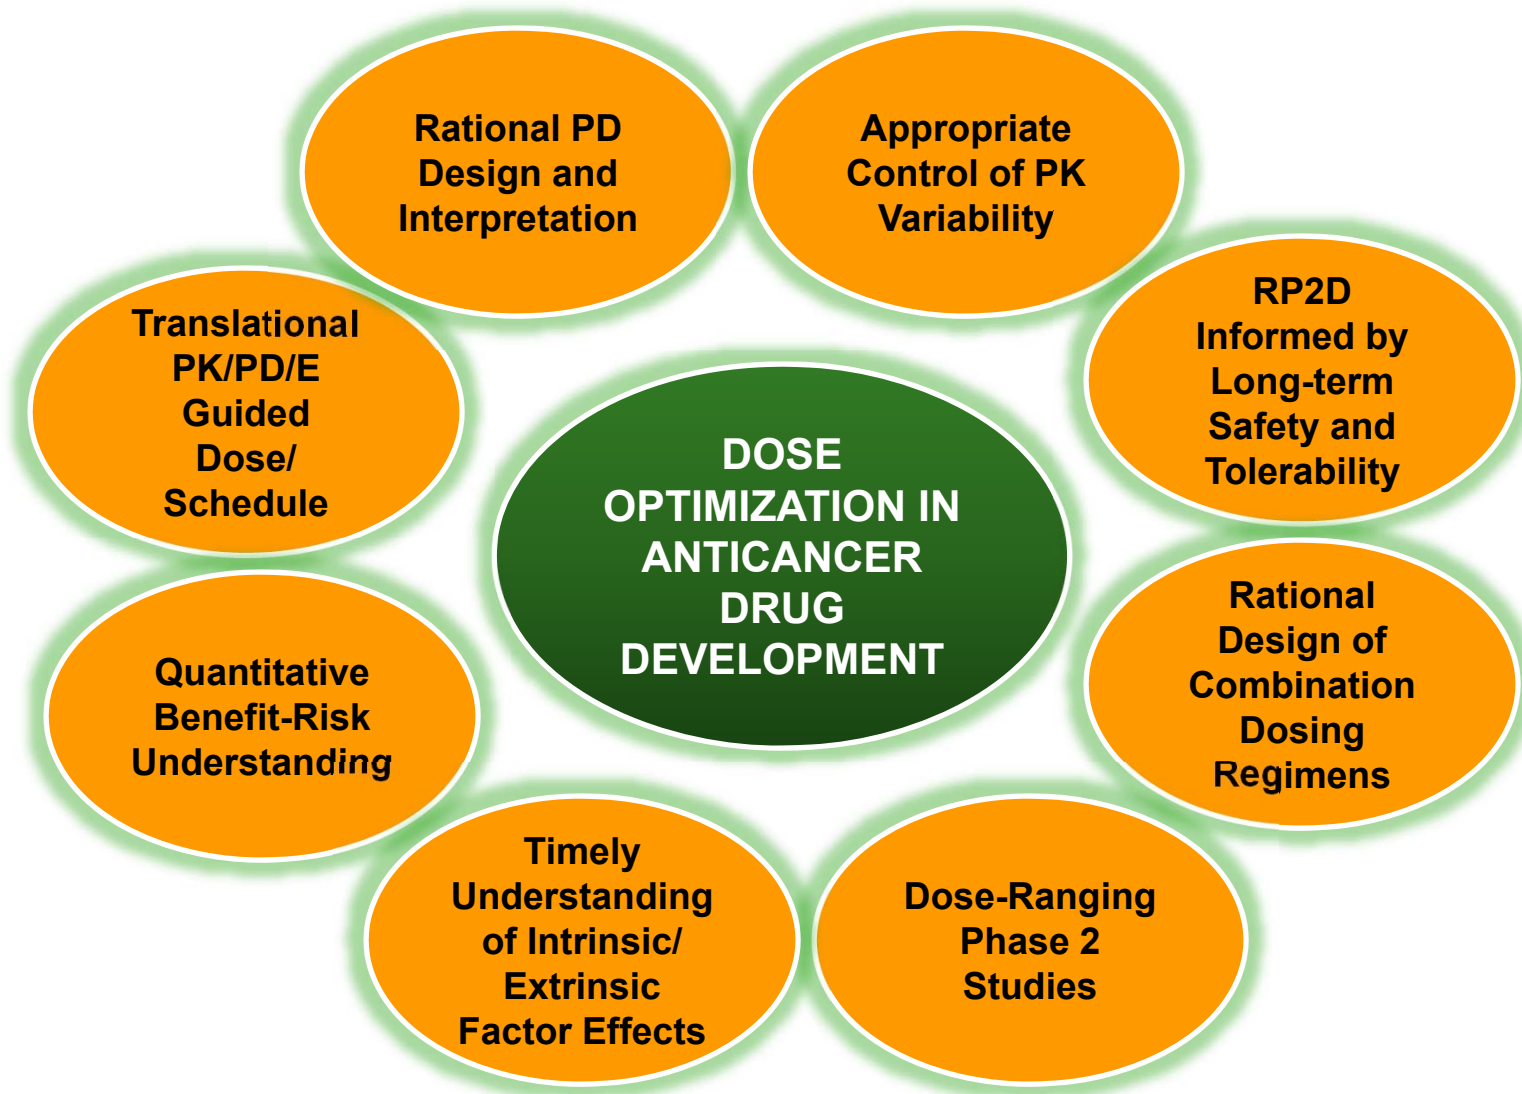 Rational PD
Design and
Interpretation
Appropriate
Control of PK
Variability
Translational
PK/PD/E
Guided
Dose/
Schedule
RP2D
Informed by
Long-term
Safety and
Tolerability
DOSE
OPTIMIZATION IN
ANTICANCER
DRUG
DEVELOPMENT
Quantitative
Benefit-Risk
Understanding
Rational
Design of
Combination
Dosing
Regimens
Timely
Understanding
of Intrinsic/
Extrinsic
Factor Effects
Dose-Ranging
Phase 2
Studies